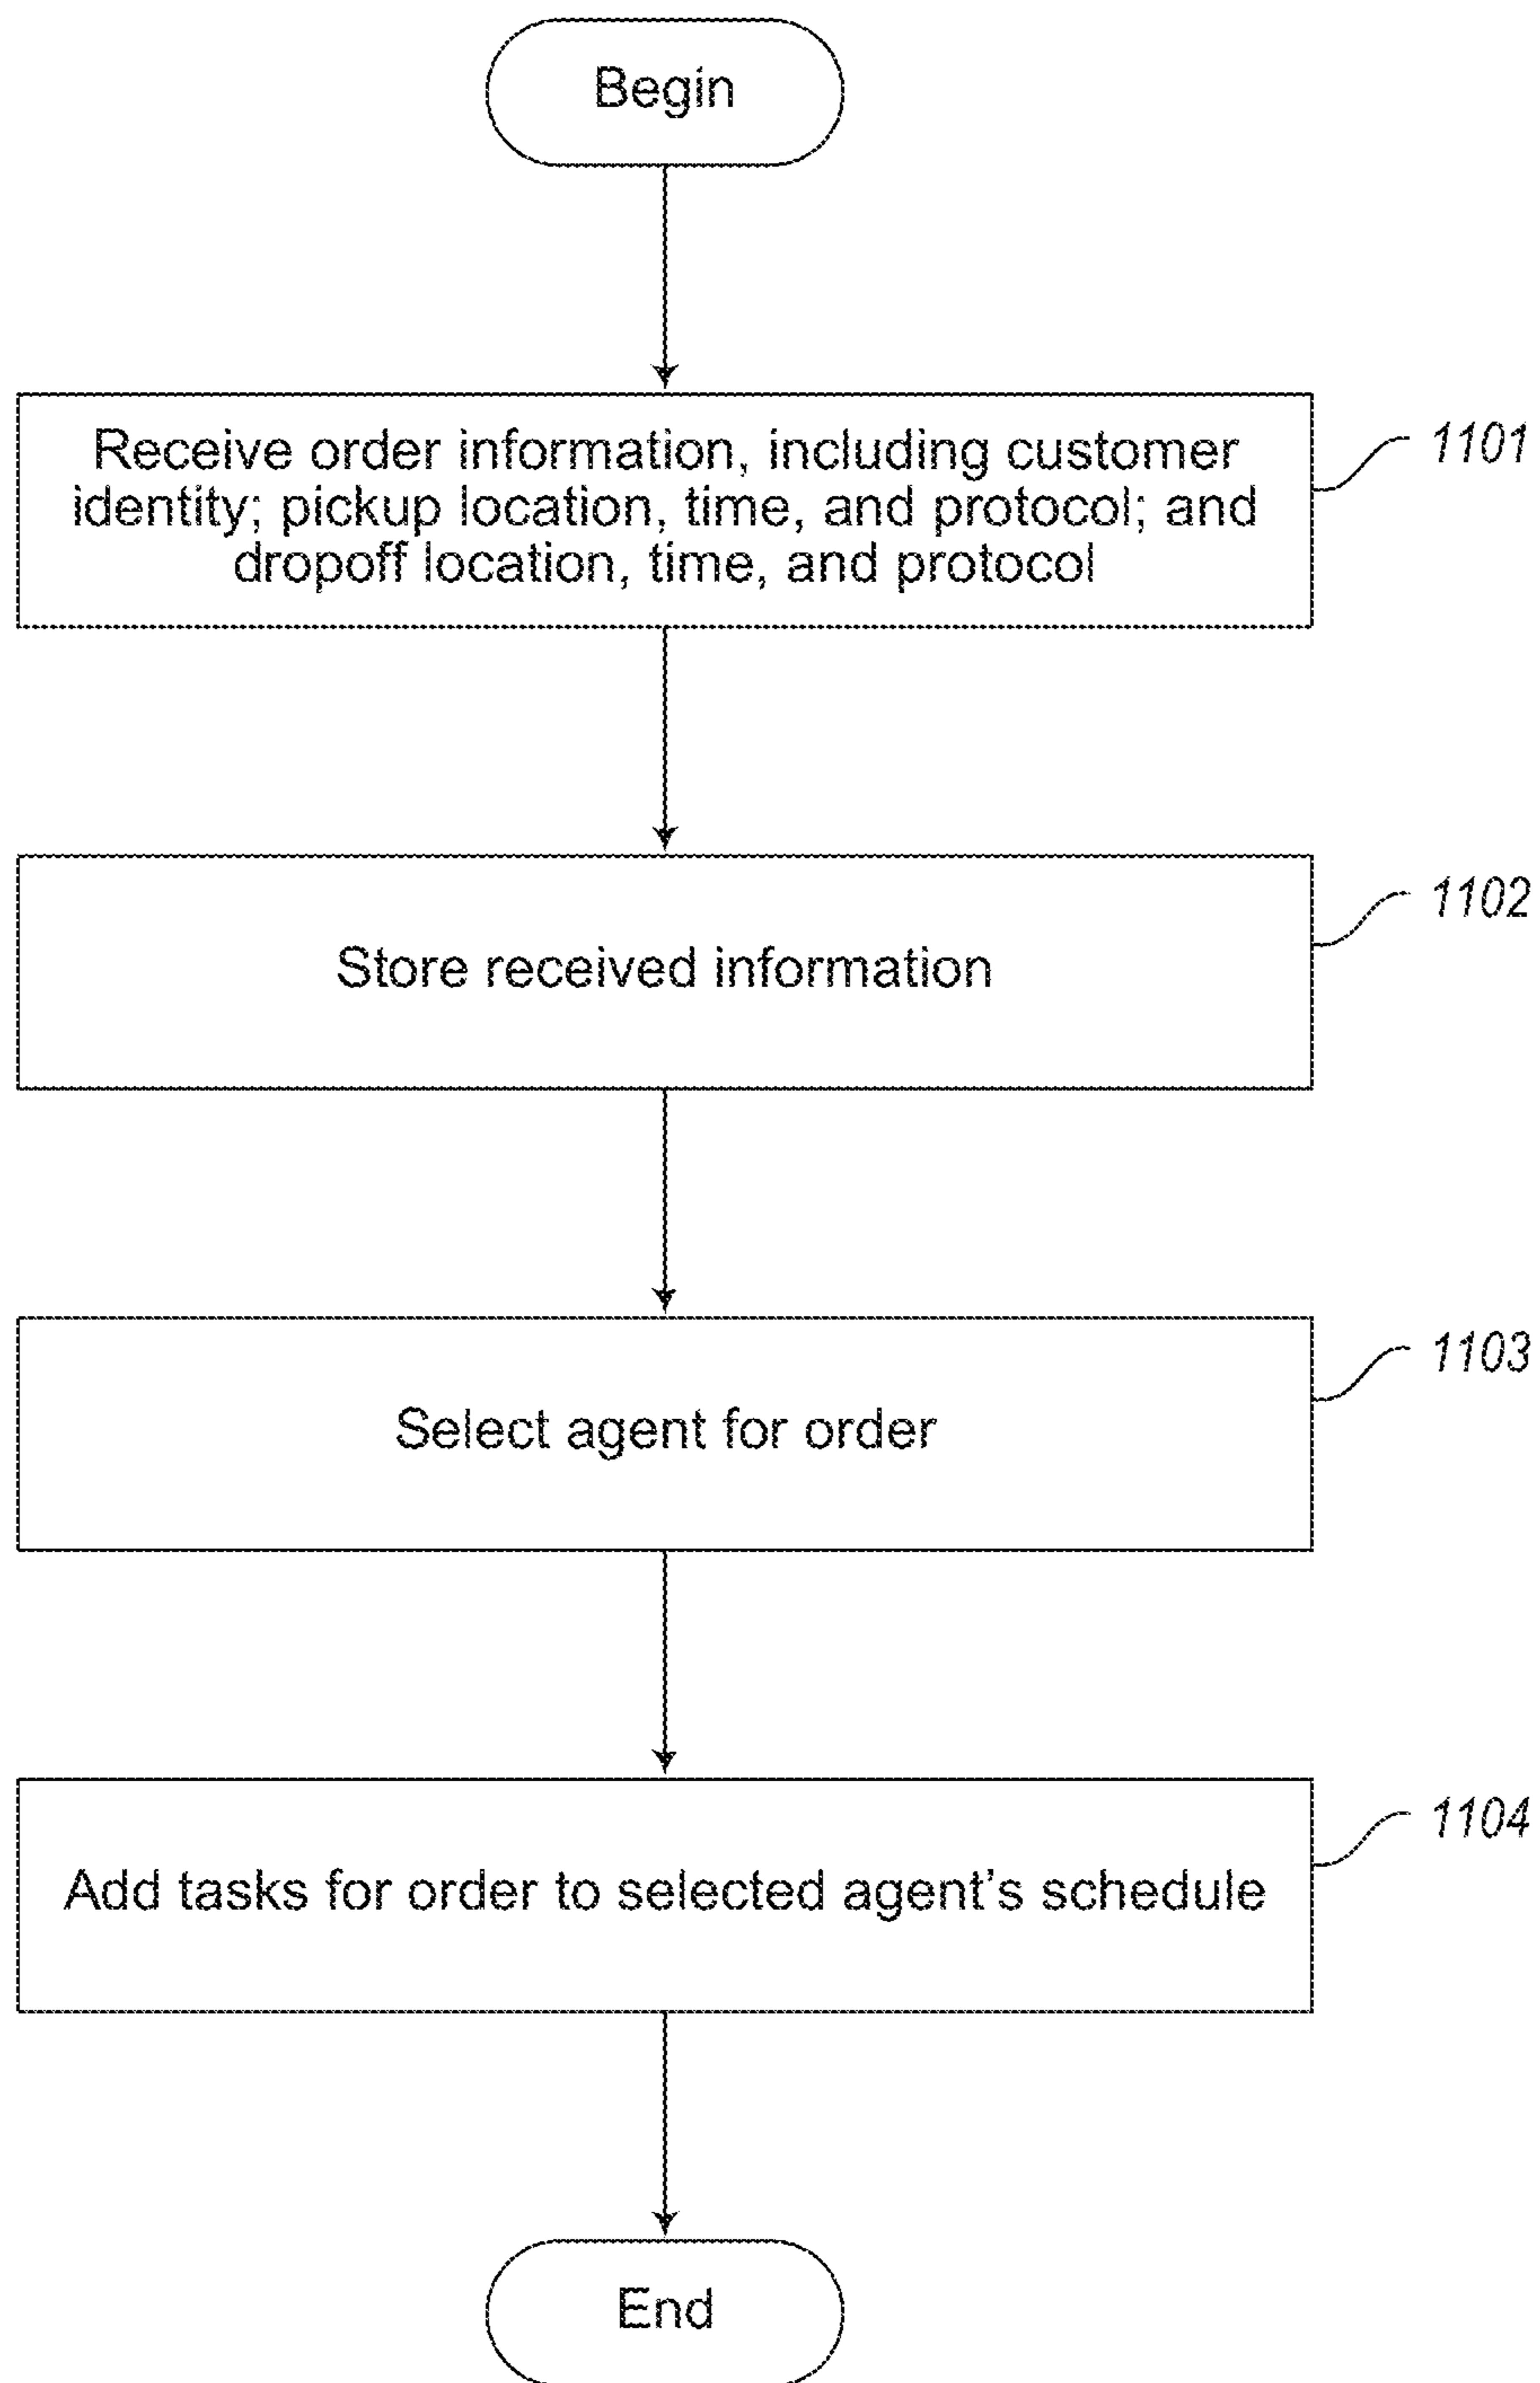 Begin
Receive order information, including customer
identity; pickup location, time, and protocol; and
dropoff location, time, and protocol
1101
Store received information
1102
Select agent for order
1103
Add tasks for order to selected agent's schedule
1104
End